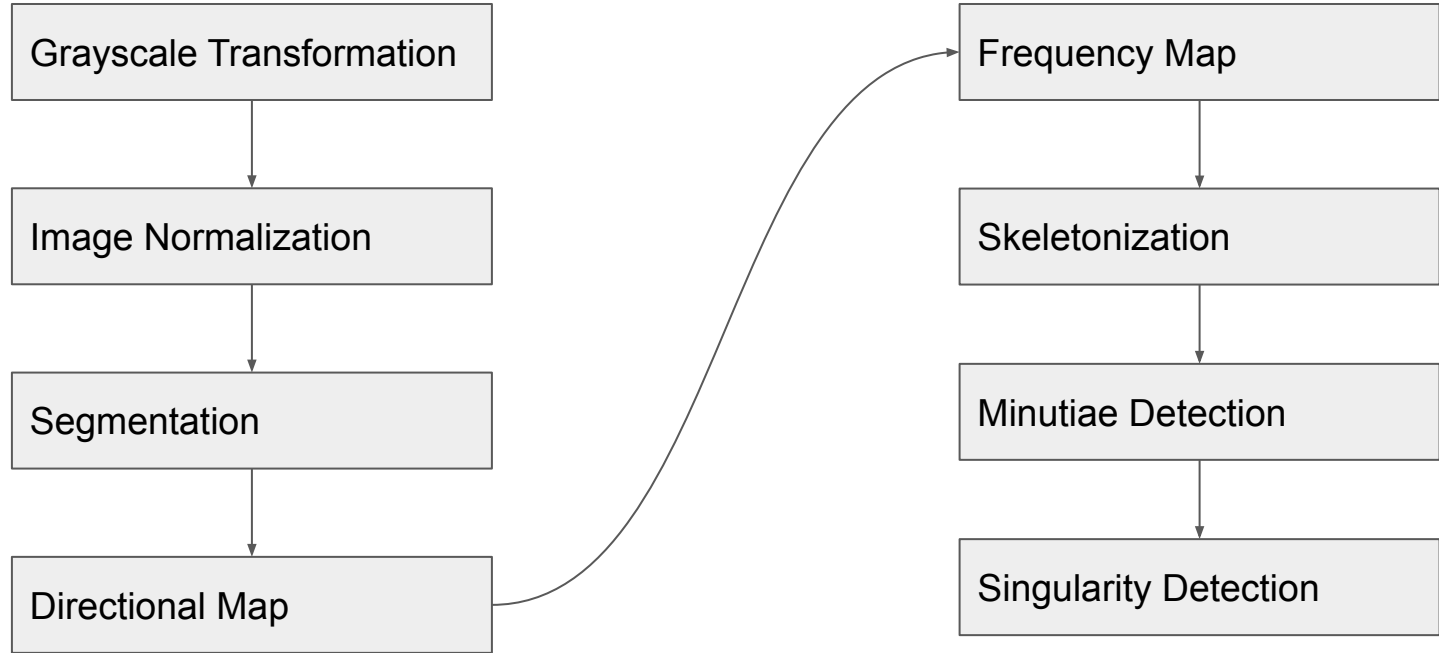 Grayscale Transformation
Image Normalization
Segmentation
Directional Map
Frequency Map
Skeletonization
Minutiae Detection
Singularity Detection